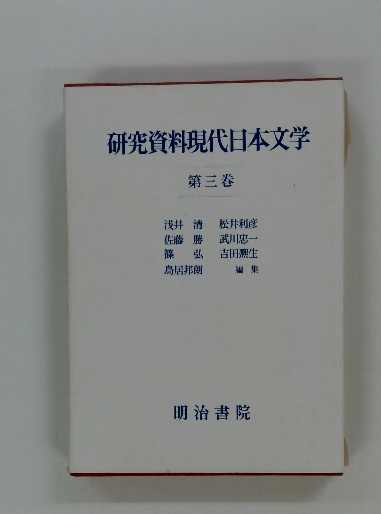 研究資料現代日本文学
第三巻
浅井 清 松井利彦
佐藤 勝 武川忠一
篠 弘 吉田熈生
鳥居邦朗 編集
明治書院